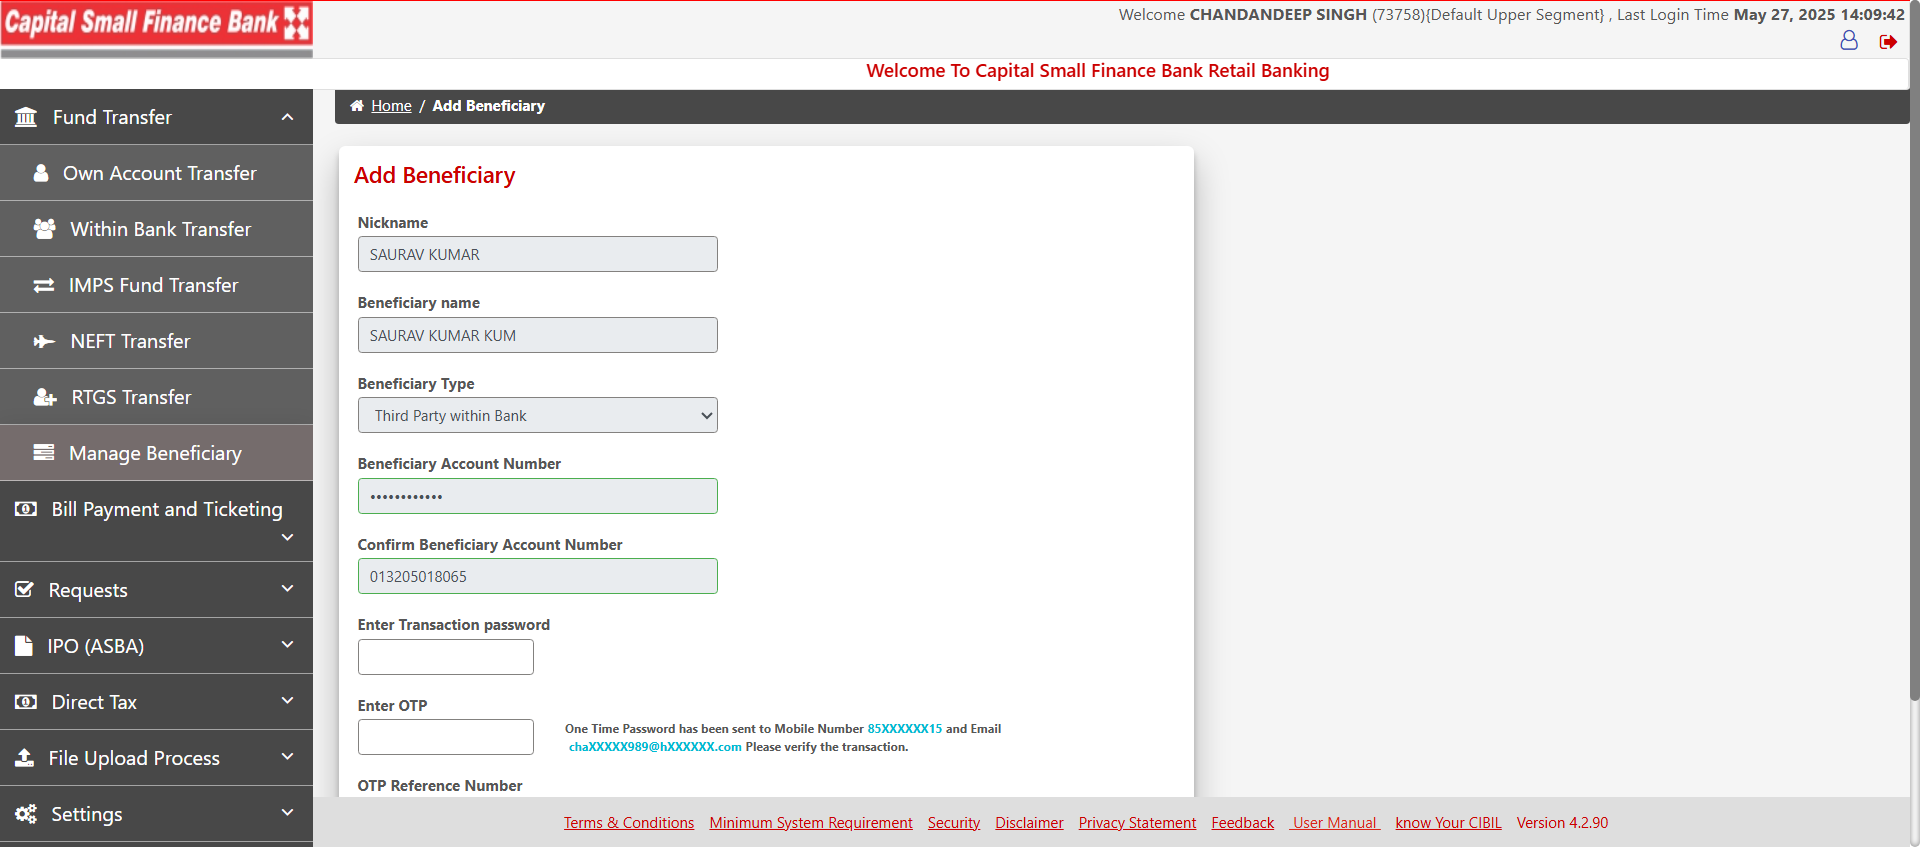 Capital Small Finance Bank
Welcome CHANDANDEEP SINGH (73758){Default Upper Segment} , Last Login Time May 27, 2025 14:09:42
Welcome To Capital Small Finance Bank Retail Banking
Fund Transfer
Own Account Transfer
Within Bank Transfer
IMPS Fund Transfer
NEFT Transfer
RTGS Transfer
Manage Beneficiary
Bill Payment and Ticketing
Requests
IPO (ASBA)
Direct Tax
File Upload Process
Settings
Home / Add Beneficiary
Add Beneficiary
Nickname
SAURAV KUMAR
Beneficiary name
SAURAV KUMAR KUM
Beneficiary Type
Third Party within Bank
Beneficiary Account Number
••••••••••••
Confirm Beneficiary Account Number
013205018065
Enter Transaction password
Enter OTP
One Time Password has been sent to Mobile Number 85XXXXXX15 and Email
chaXXXXX989@hXXXXXX.com Please verify the transaction.
OTP Reference Number
Terms & Conditions Minimum System Requirement Security Disclaimer Privacy Statement Feedback User Manual know Your CIBIL Version 4.2.90